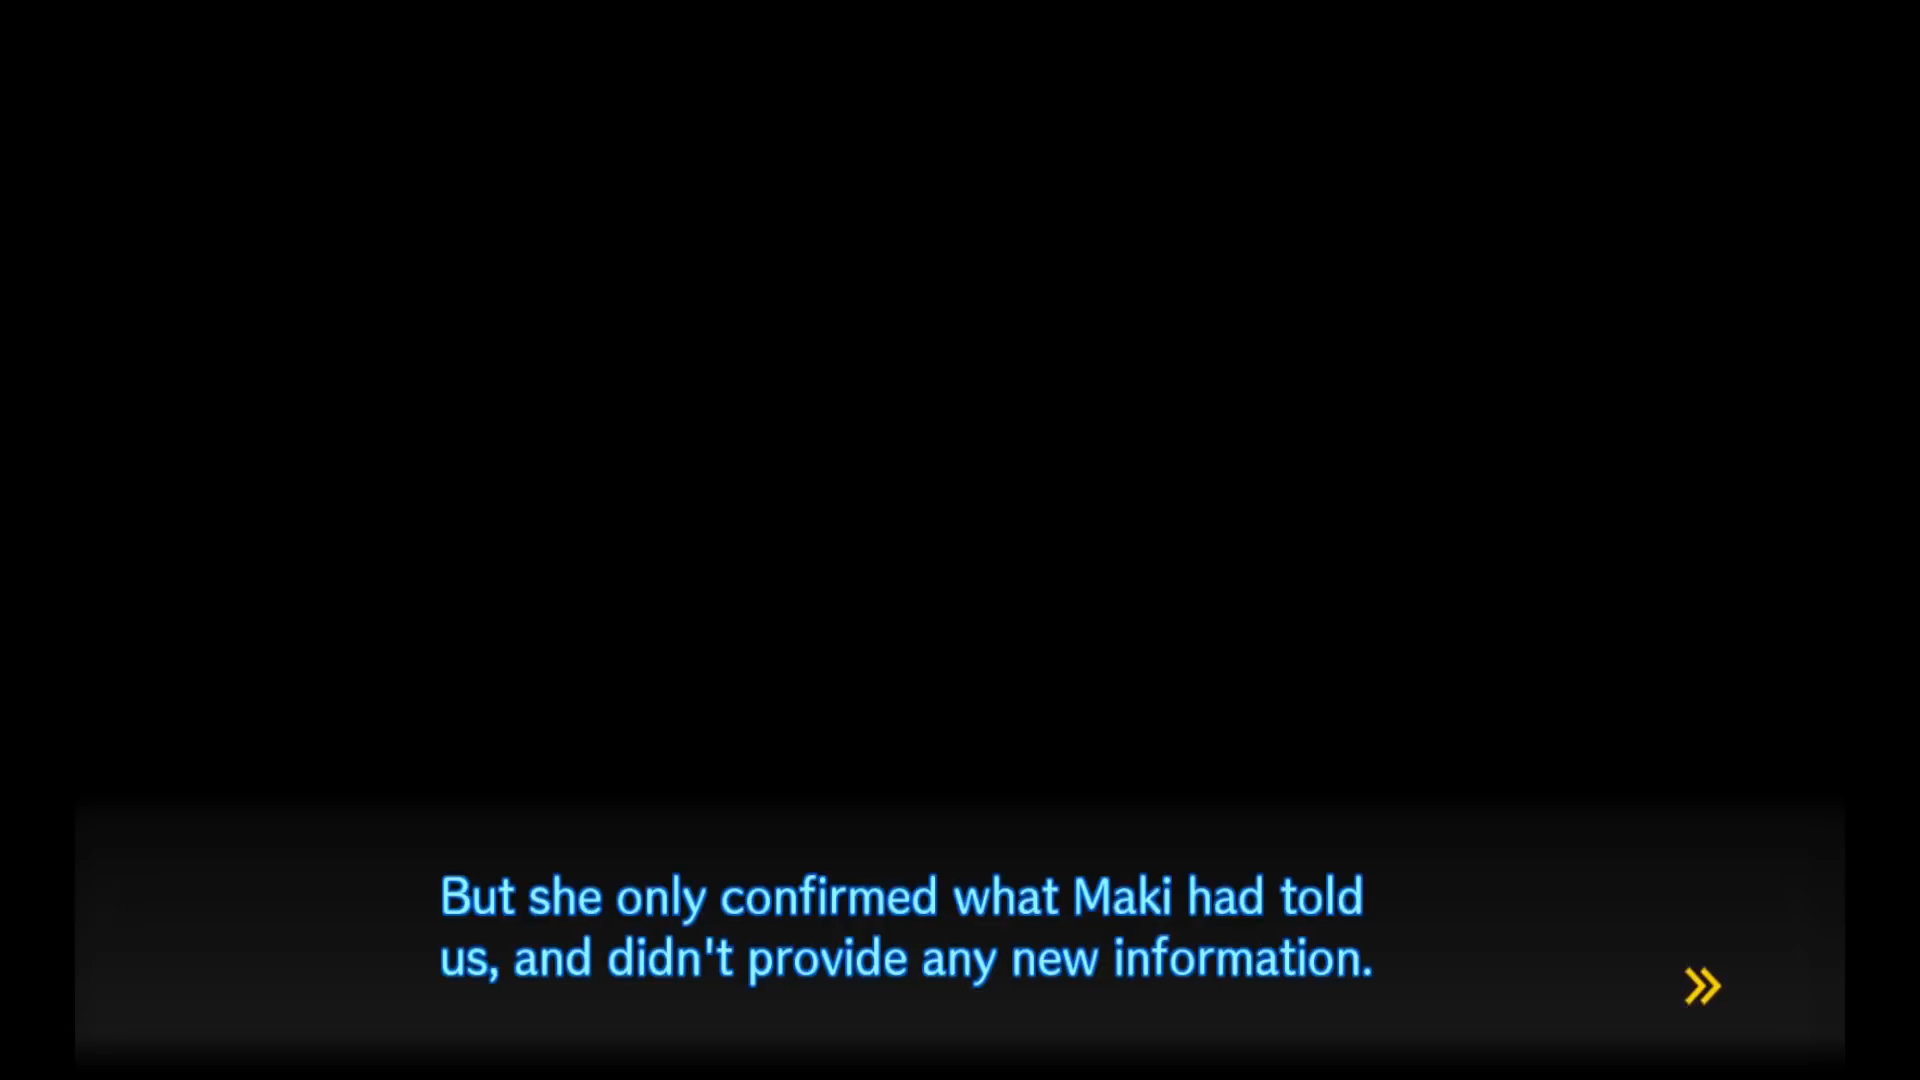 But she only confirmed what Maki had told
us, and didn't provide any new information.